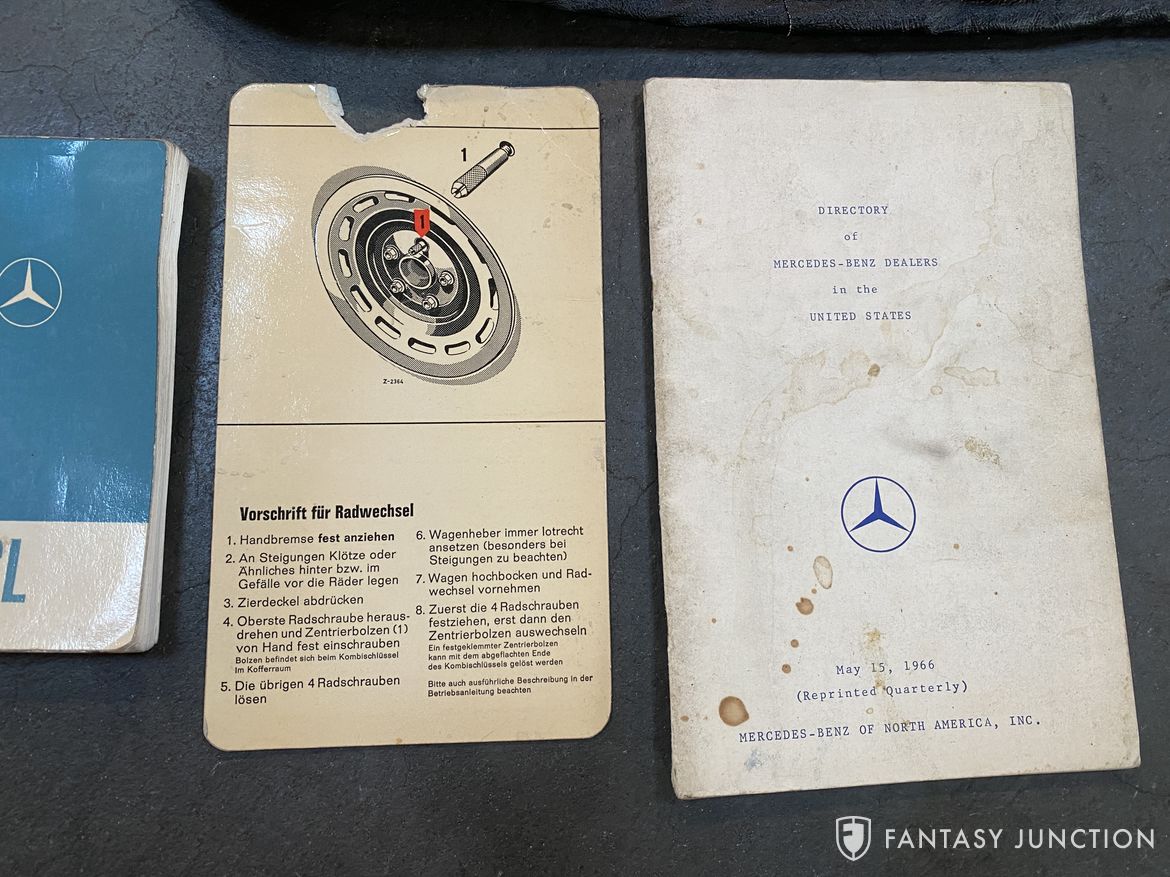 1
1
Z-2364
Vorschrift für Radwechsel
1. Handbremse fest anziehen
2. An Steigungen Klötze oder
Ähnliches hinter bzw. im
Gefälle vor die Räder legen
3. Zierdeckel abdrücken
4. Oberste Radschraube heraus-
drehen und Zentrierbolzen (1)
von Hand fest einschrauben
Bolzen befindet sich beim Kombischlüssel
Im Kofferraum
5. Die übrigen 4 Radschrauben
lösen
6. Wagenheber immer lotrecht
ansetzen (besonders bei
Steigungen zu beachten)
7. Wagen hochbocken und Rad-
wechsel vornehmen
8. Zuerst die 4 Radschrauben
festziehen, erst dann den
Zentrierbolzen auswechseln
Ein festgeklemmter Zentrierbolzen
kann mit dem abgeflachten Ende
des Kombischlüssels gelöst werden
Bitte auch ausführliche Beschreibung in der
Betriebsanleitung beachten
DIRECTORY
of
MERCEDES-BENZ DEALERS
in the
UNITED STATES
May 15, 1966
(Reprinted Quarterly)
MERCEDES-BENZ OF NORTH AMERICA, INC.
FANTASY JUNCTION